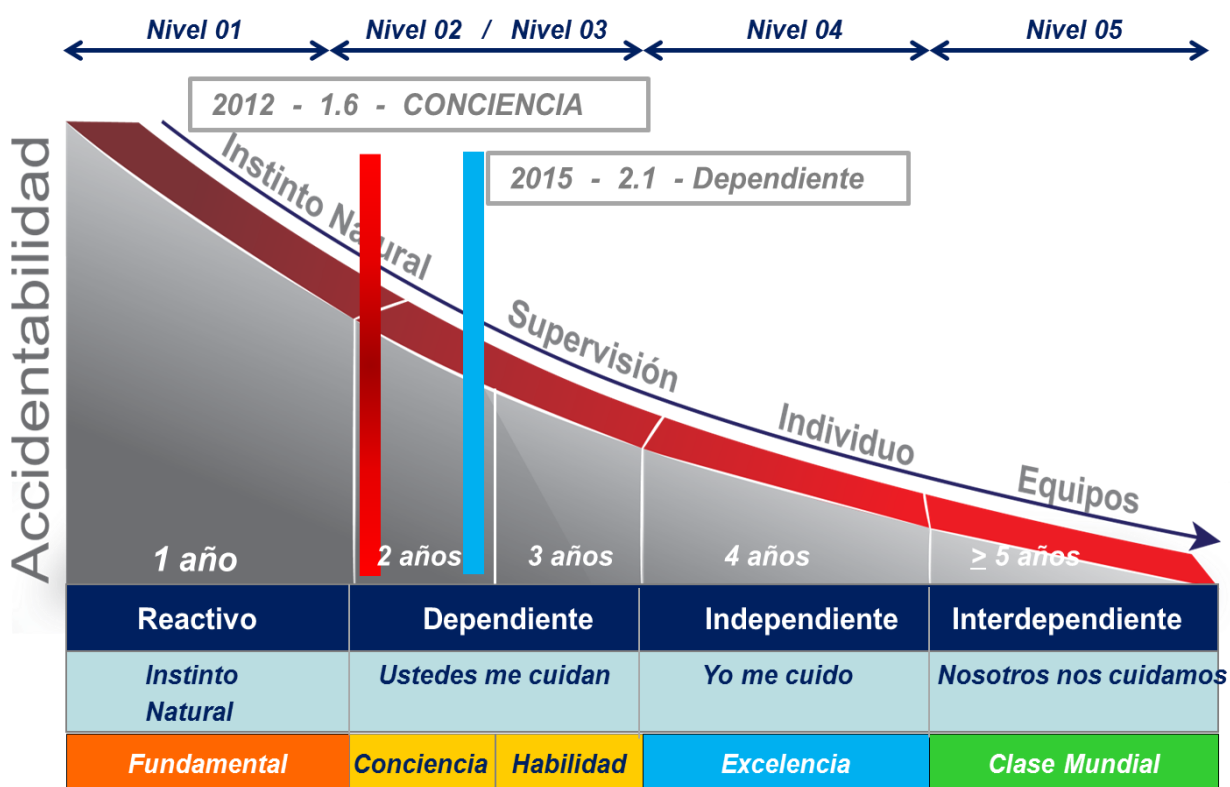 Nivel 01
Nivel 02 / Nivel 03
Nivel 04
Nivel 05
2012 - 1.6 - CONCIENCIA
2015 - 2.1 - Dependiente
Accidentabilidad
Instinto Natural
Supervisión
Individuo
Equipos
1 año
2 años
3 años
4 años
≥ 5 años
Reactivo
Dependiente
Independiente
Interdependiente
Instinto
Natural
Ustedes me cuidan
Yo me cuido
Nosotros nos cuidamos
Fundamental
Conciencia
Habilidad
Excelencia
Clase Mundial